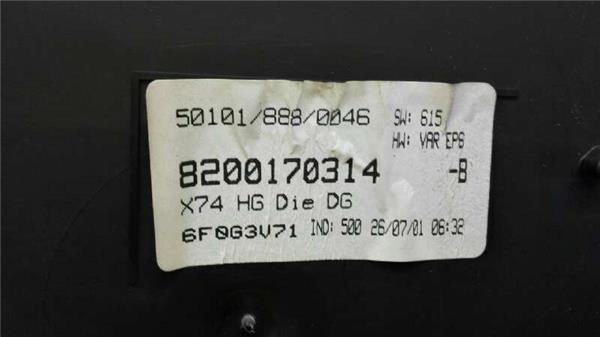 50101/888/0046 SW: 615
HW: VAR EP6
8200170314 -B
X74 HG Die DG
6F0G3V71 IND: 500 26/07/01 06:32